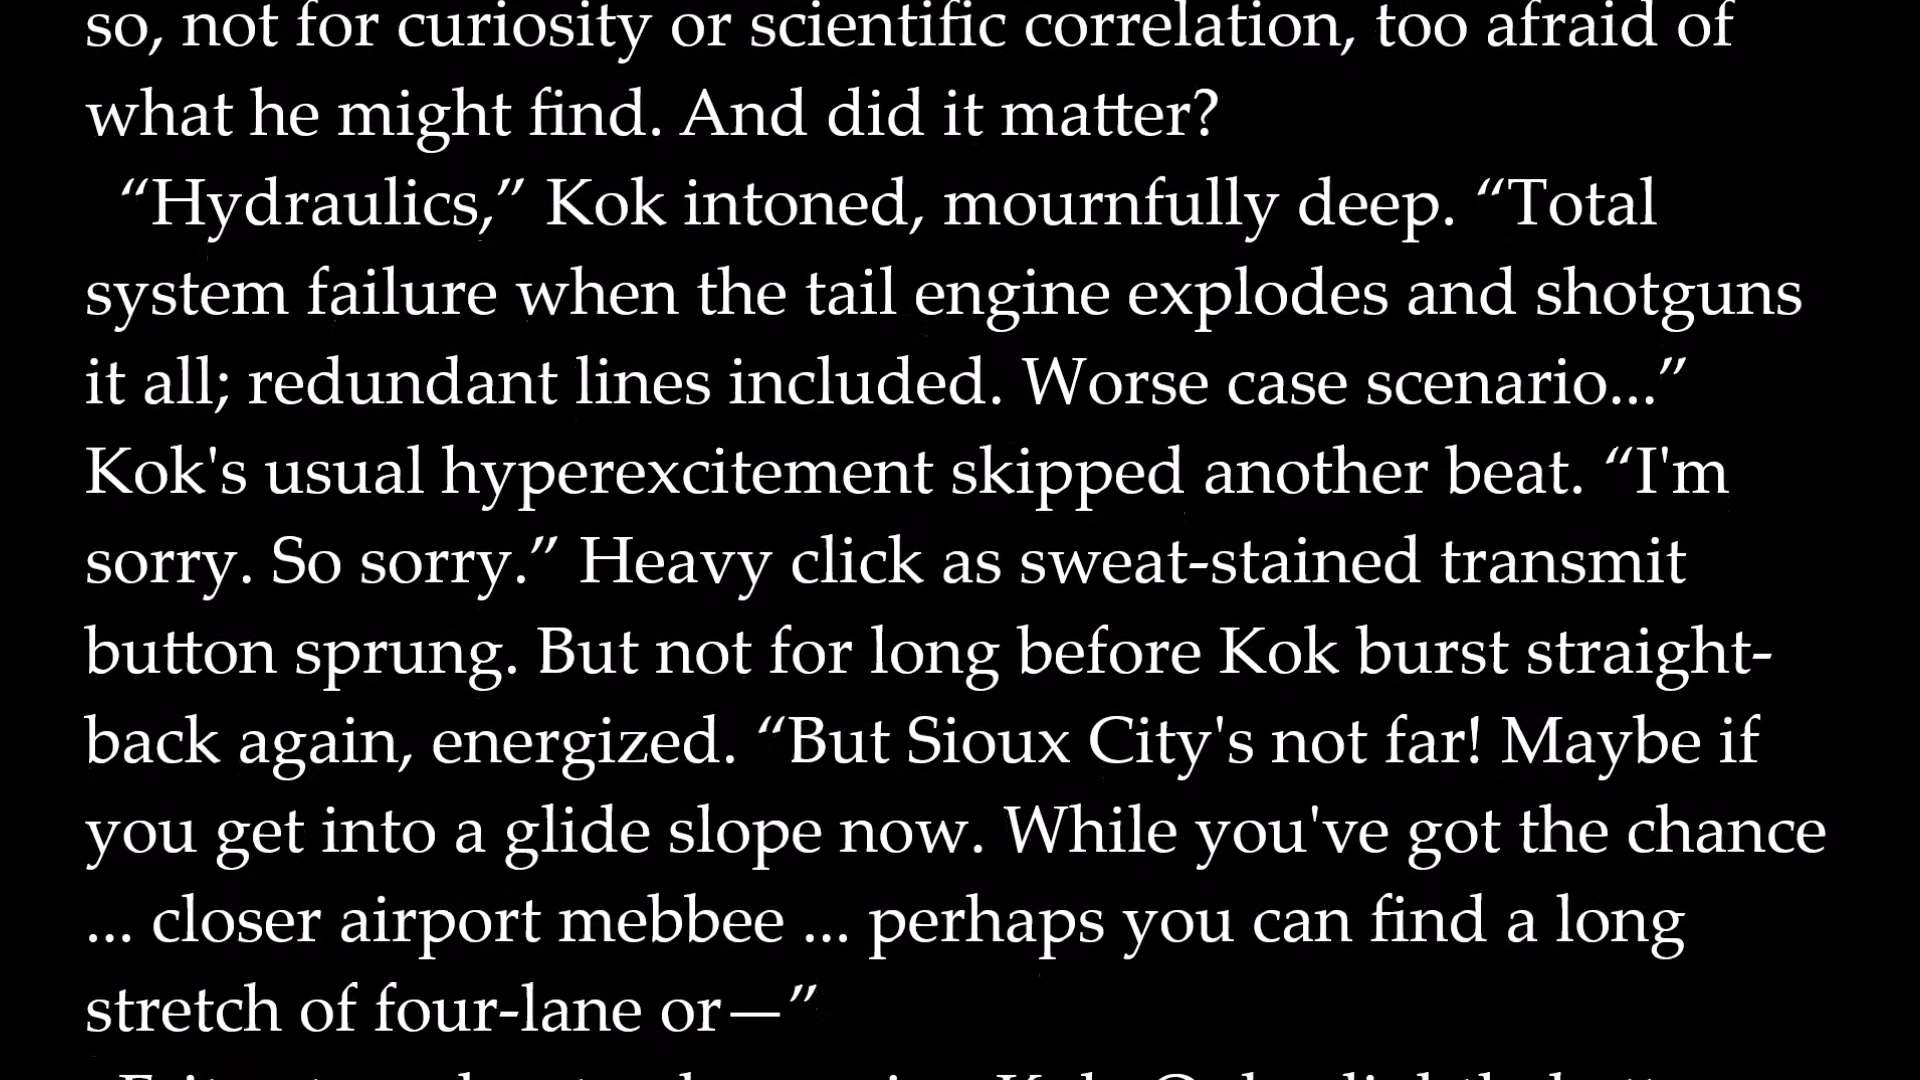 so, not for curiosity or scientific correlation, too afraid of
what he might find. And did it matter?
“Hydraulics,” Kok intoned, mournfully deep. “Total
system failure when the tail engine explodes and shotguns
it all; redundant lines included. Worse case scenario...”
Kok's usual hyperexcitement skipped another beat. “I'm
sorry. So sorry.” Heavy click as sweat-stained transmit
button sprung. But not for long before Kok burst straight-
back again, energized. “But Sioux City's not far! Maybe if
you get into a glide slope now. While you've got the chance
... closer airport mebbee ... perhaps you can find a long
stretch of four-lane or—”